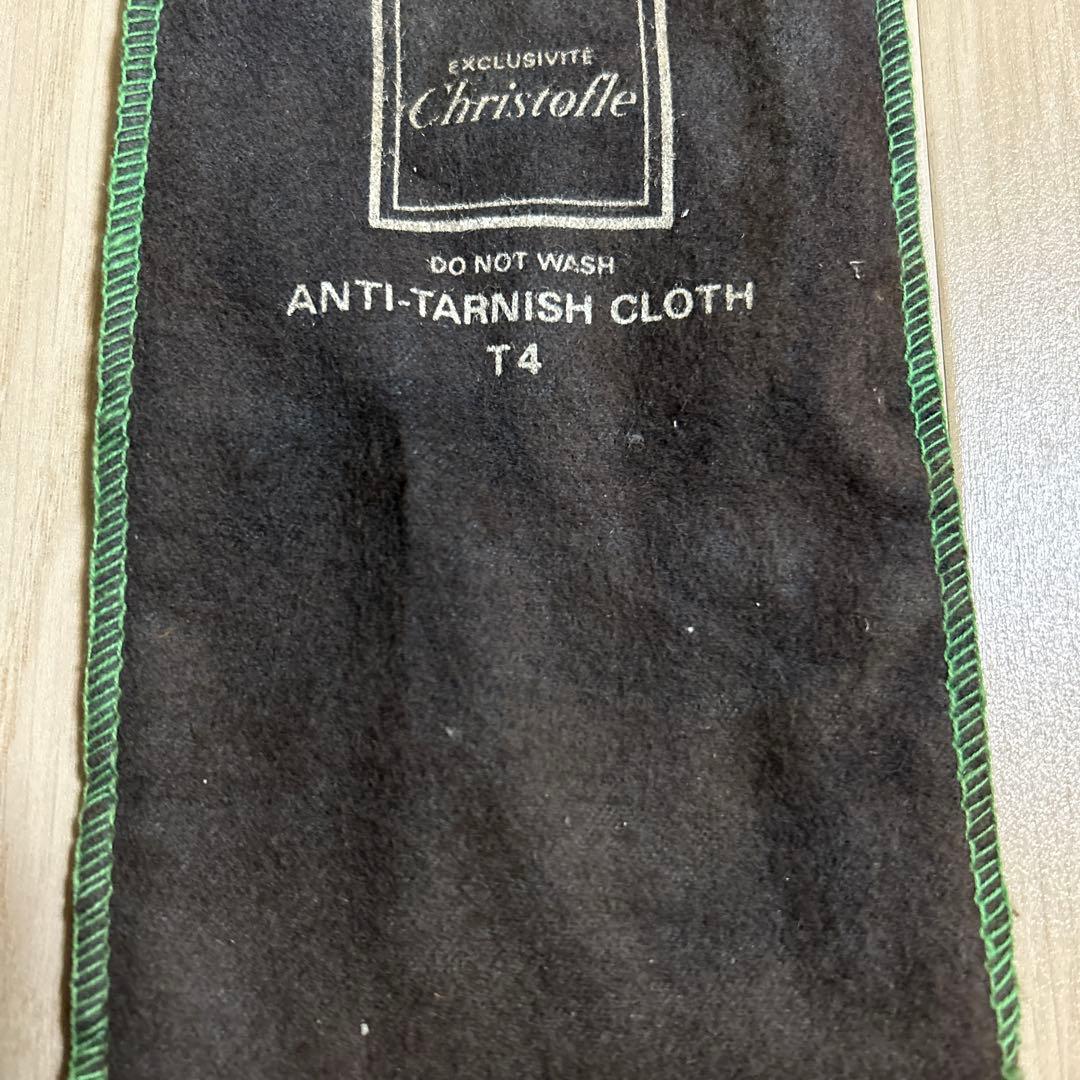 EXCLUSIVITÉ
Christofle
DO NOT WASH
ANTI-TARNISH CLOTH
T4